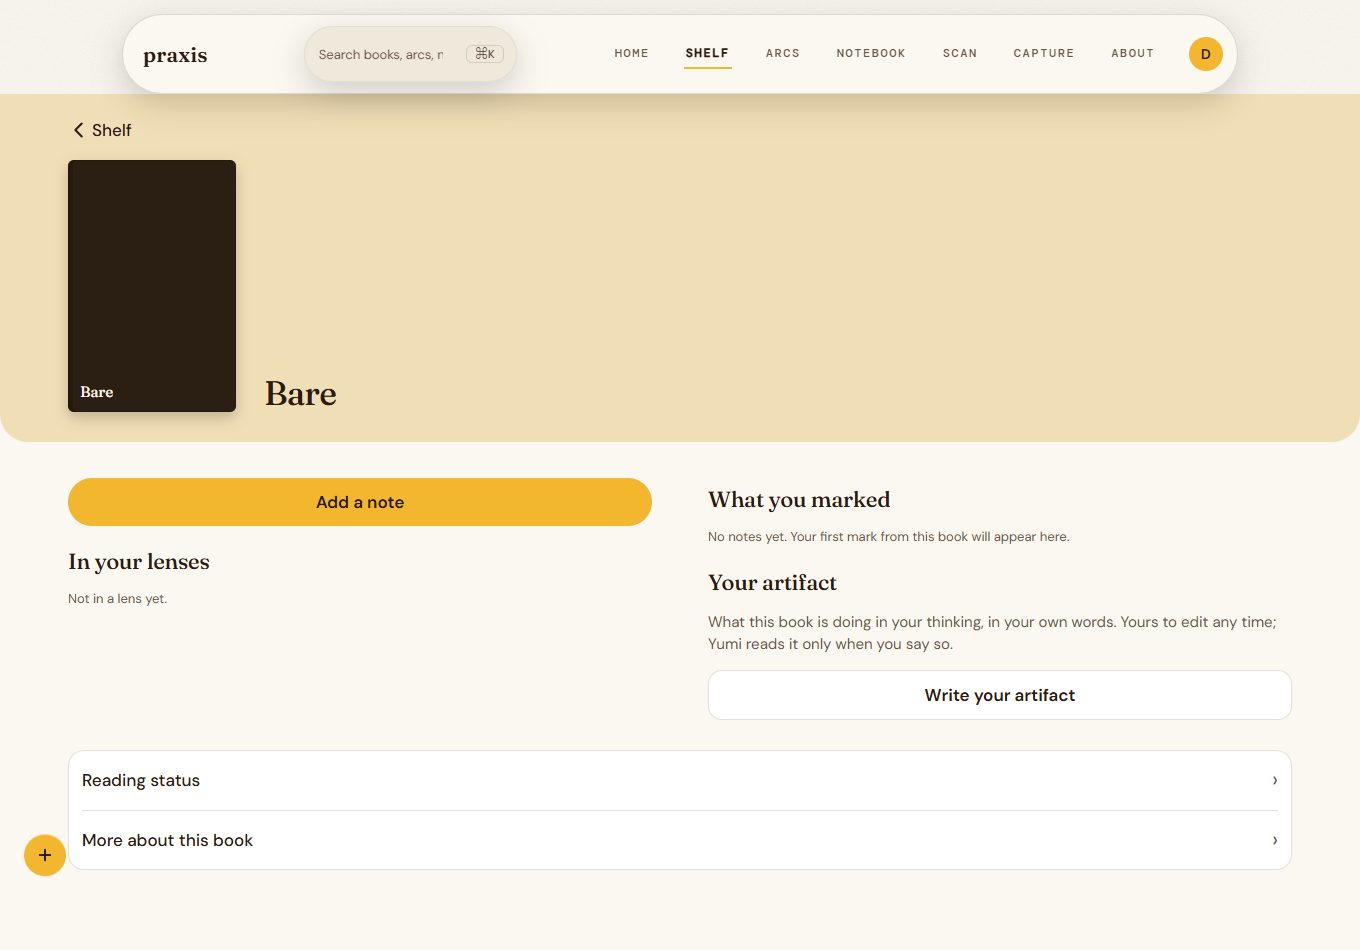 praxis
Search books, arcs, n
⌘K
HOME
SHELF
ARCS
NOTEBOOK
SCAN
CAPTURE
ABOUT
D
Shelf
Bare
Bare
Add a note
In your lenses
Not in a lens yet.
What you marked
No notes yet. Your first mark from this book will appear here.
Your artifact
What this book is doing in your thinking, in your own words. Yours to edit any time;
Yumi reads it only when you say so.
Write your artifact
Reading status
More about this book